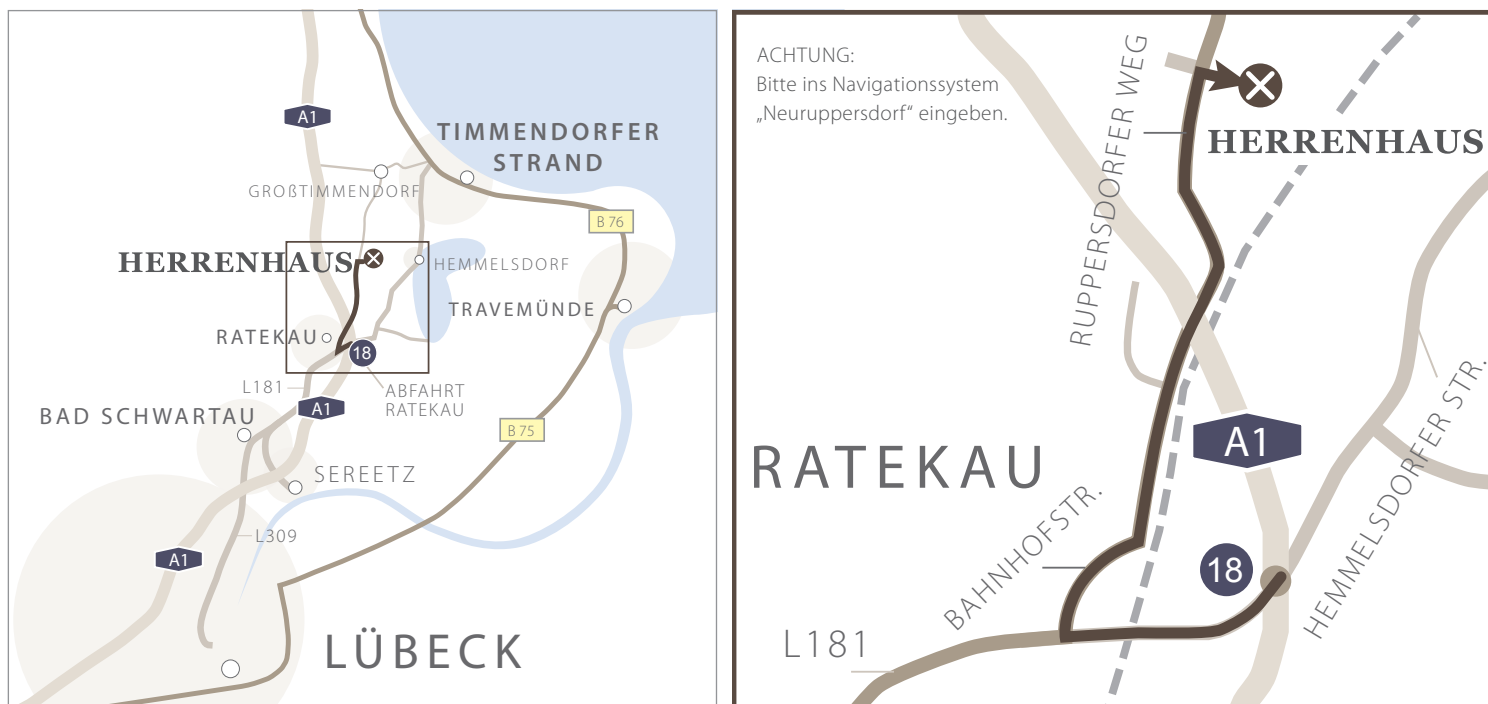 A1
TIMMENDORFER
STRAND
GROßTIMMENDORF
B 76
HERRENHAUS
HEMMELSDORF
TRAVEMÜNDE
RATEKAU
18
L181
ABFAHRT
RATEKAU
A1
BAD SCHWARTAU
B 75
SEREETZ
L309
A1
LÜBECK
ACHTUNG:
Bitte ins Navigationssystem
„Neuruppersdorf“ eingeben.
RUPPERSDORFER WEG
HERRENHAUS
A1
RATEKAU
HEMMELSDORFER STR.
BAHNHOFSTR.
18
L181